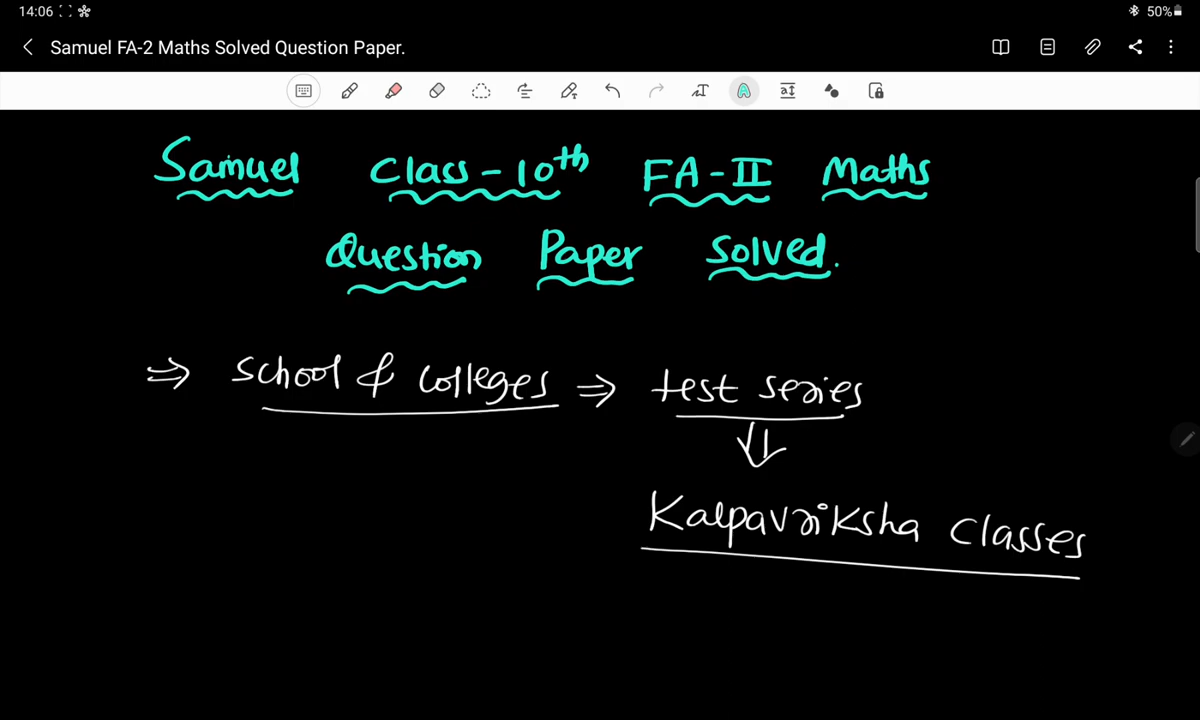 14:06 50%
Samuel FA-2 Maths Solved Question Paper.
Samuel Class-10th FA-II Maths
Question Paper Solved.
⇒ School & Colleges ⇒ test series
⇓
Kalpavriksha Classes